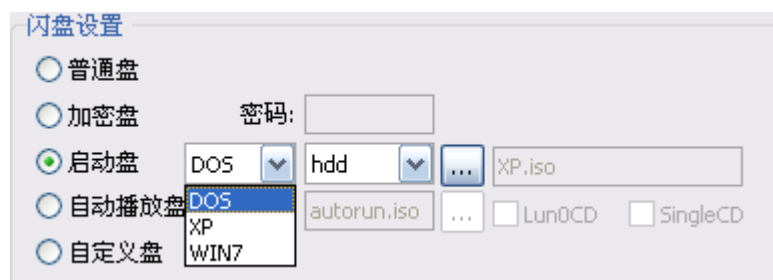 闪盘设置
普通盘
加密盘 密码:
启动盘 DOS hdd ... XP.iso
自动播放盘 DOS autorun.iso ... Lun0CD SingleCD
XP
自定义盘 WIN7